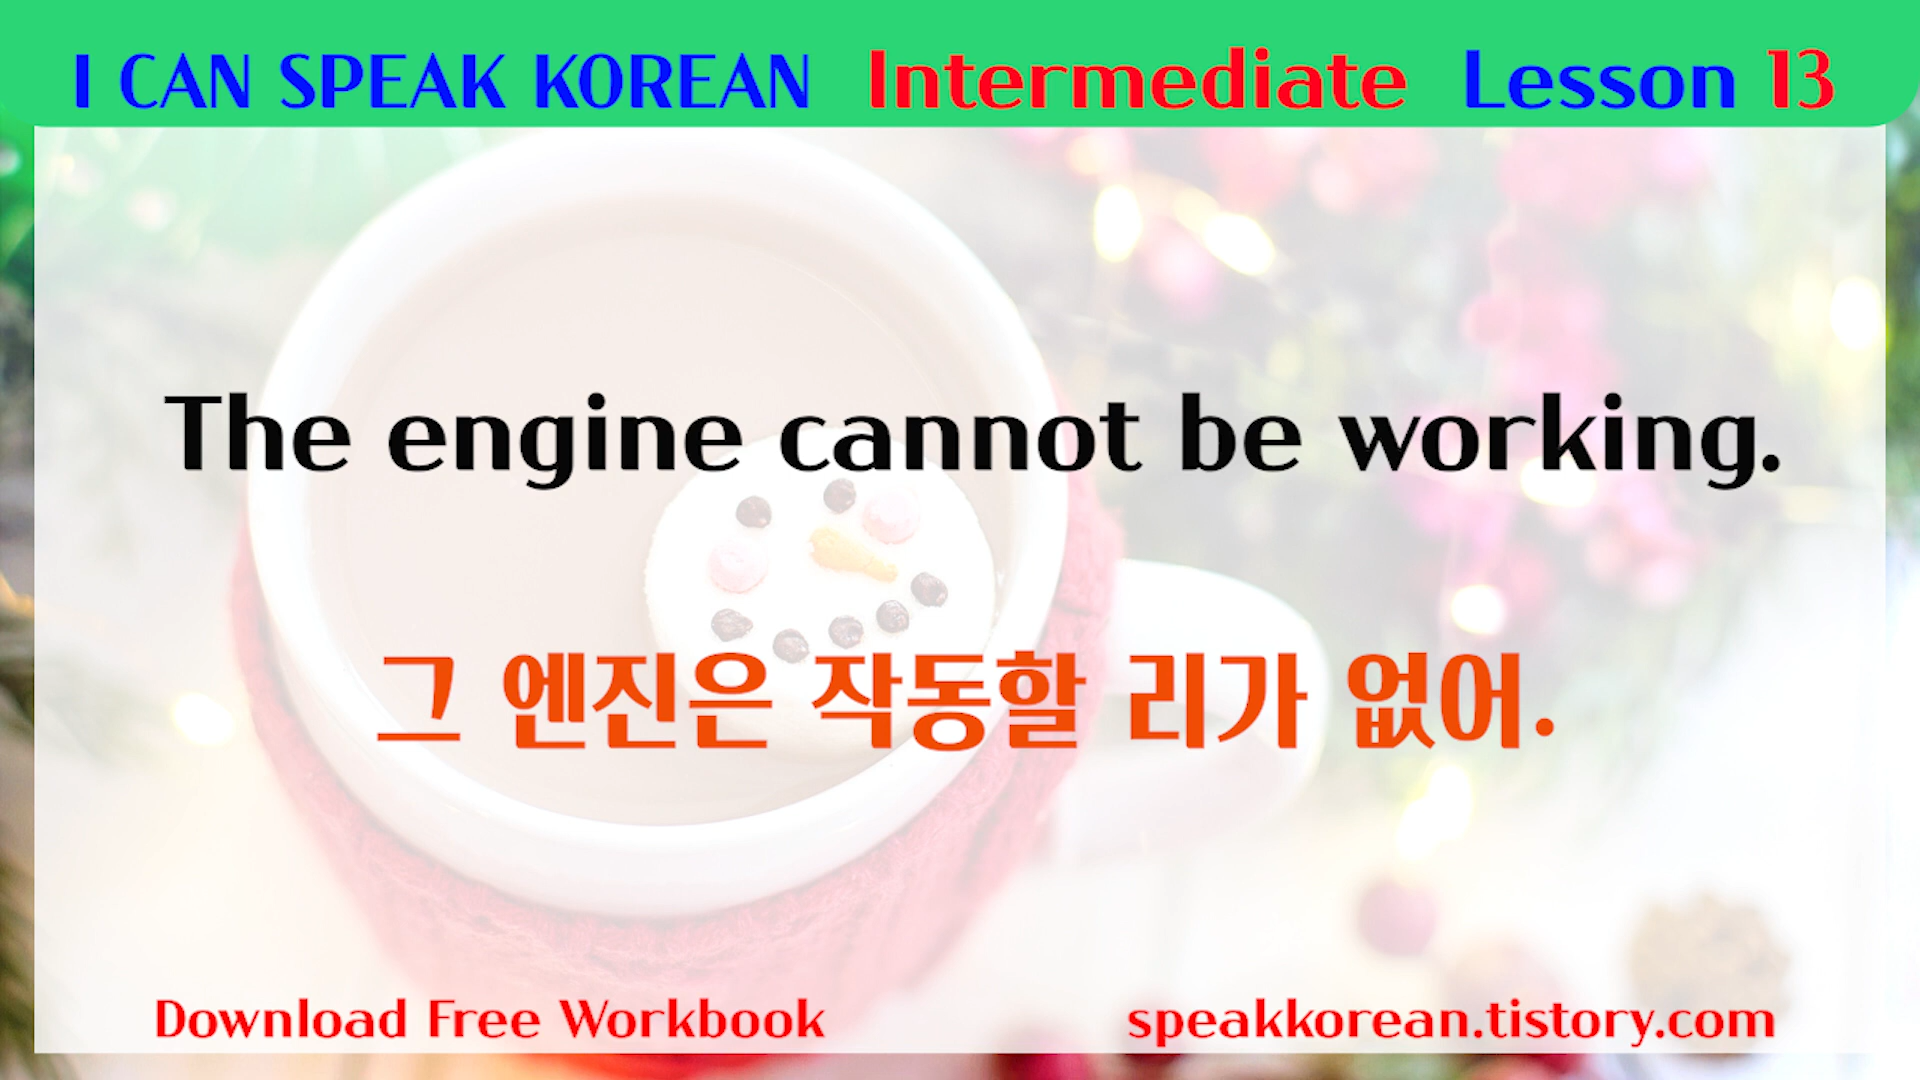 I CAN SPEAK KOREAN Intermediate Lesson 13
The engine cannot be working.
그 엔진은 작동할 리가 없어.
Download Free Workbook
speakkorean.tistory.com